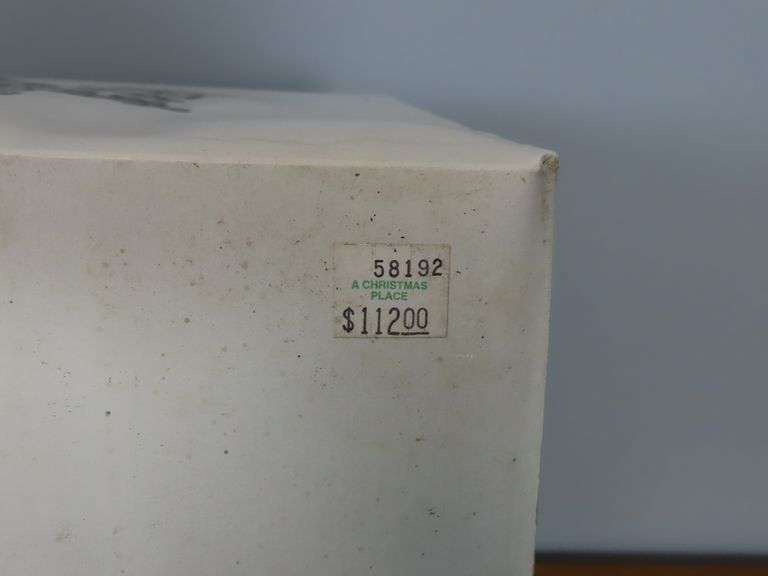 58192
A CHRISTMAS
PLACE
$11200